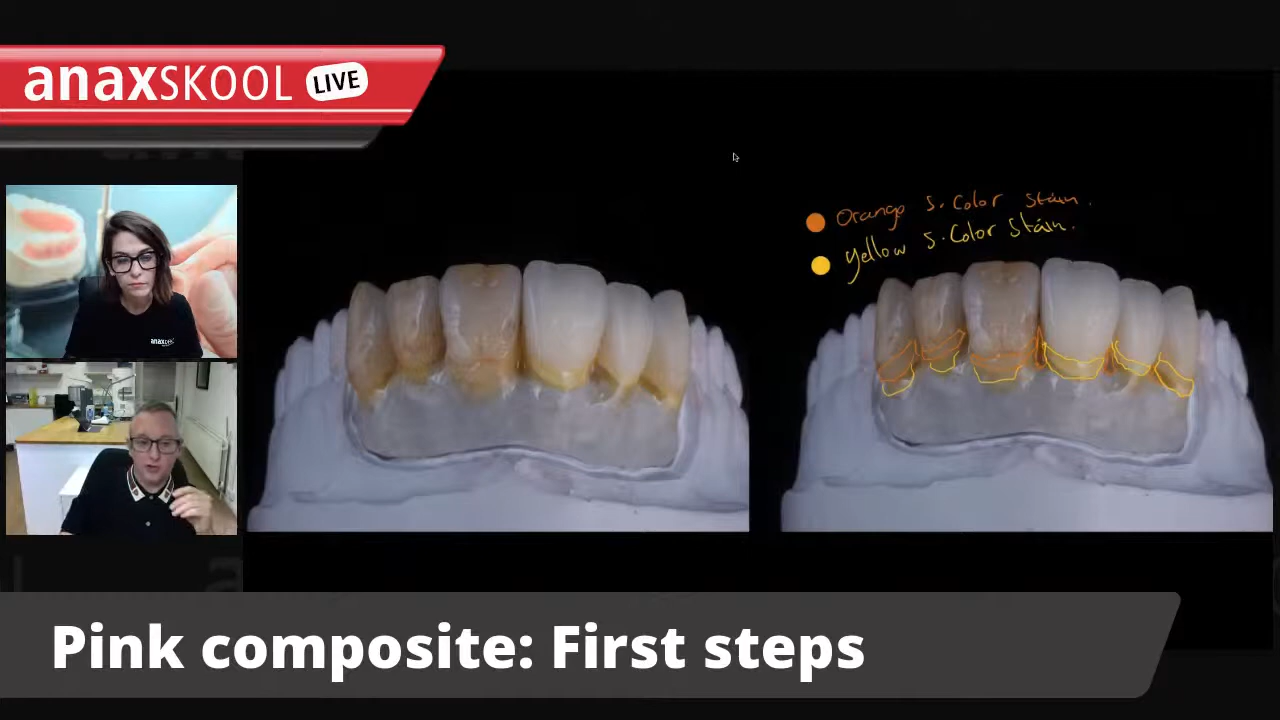 anaxSKOOL LIVE
Orange S.Color Stain.
yellow S.Color Stain.
Pink composite: First steps